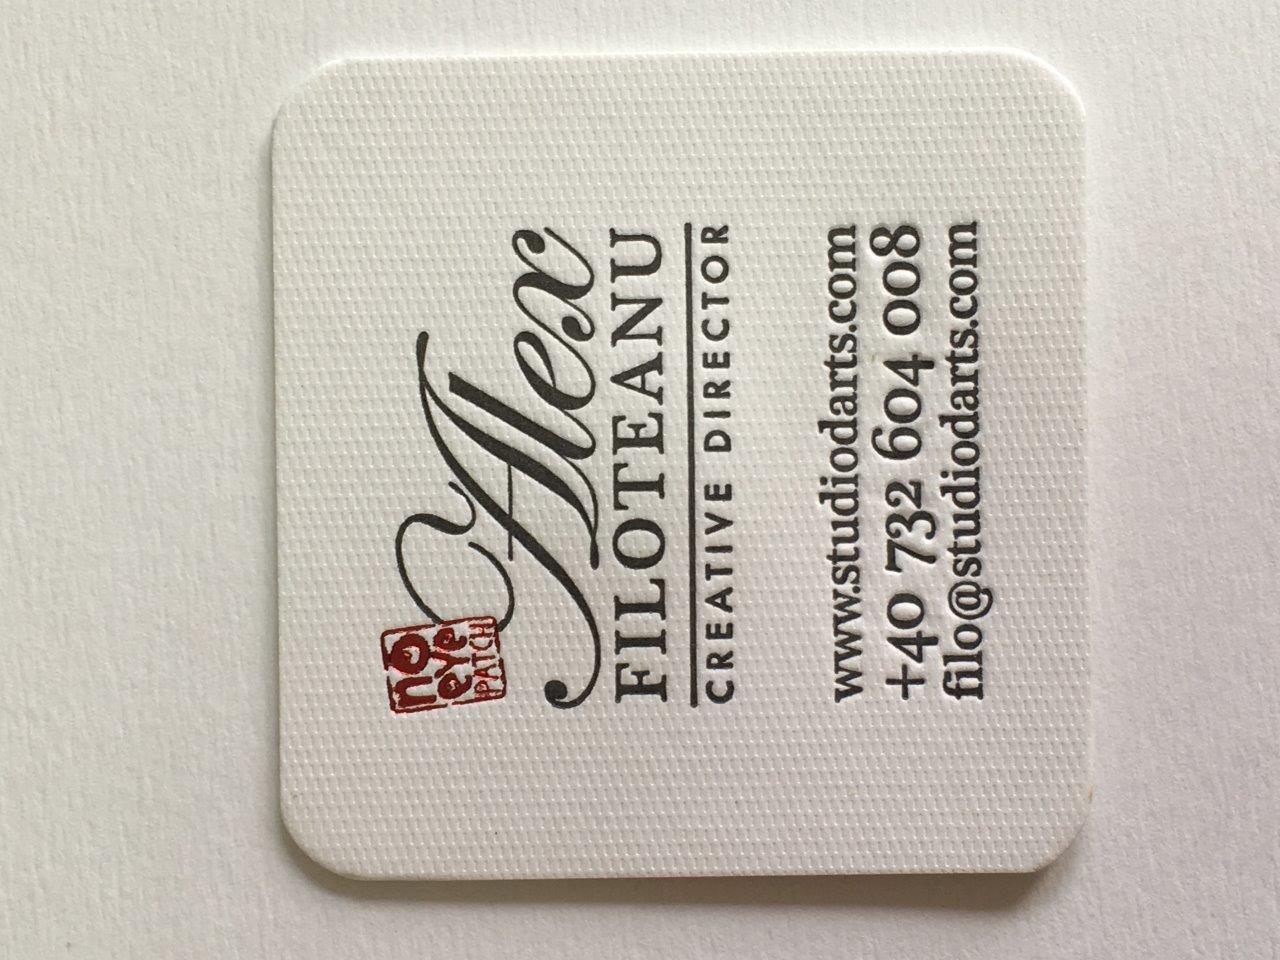 no
eye
PATCH
Alex
FILOTEANU
CREATIVE DIRECTOR
www.studiodarts.com
+40 732 604 008
filo@studiodarts.com